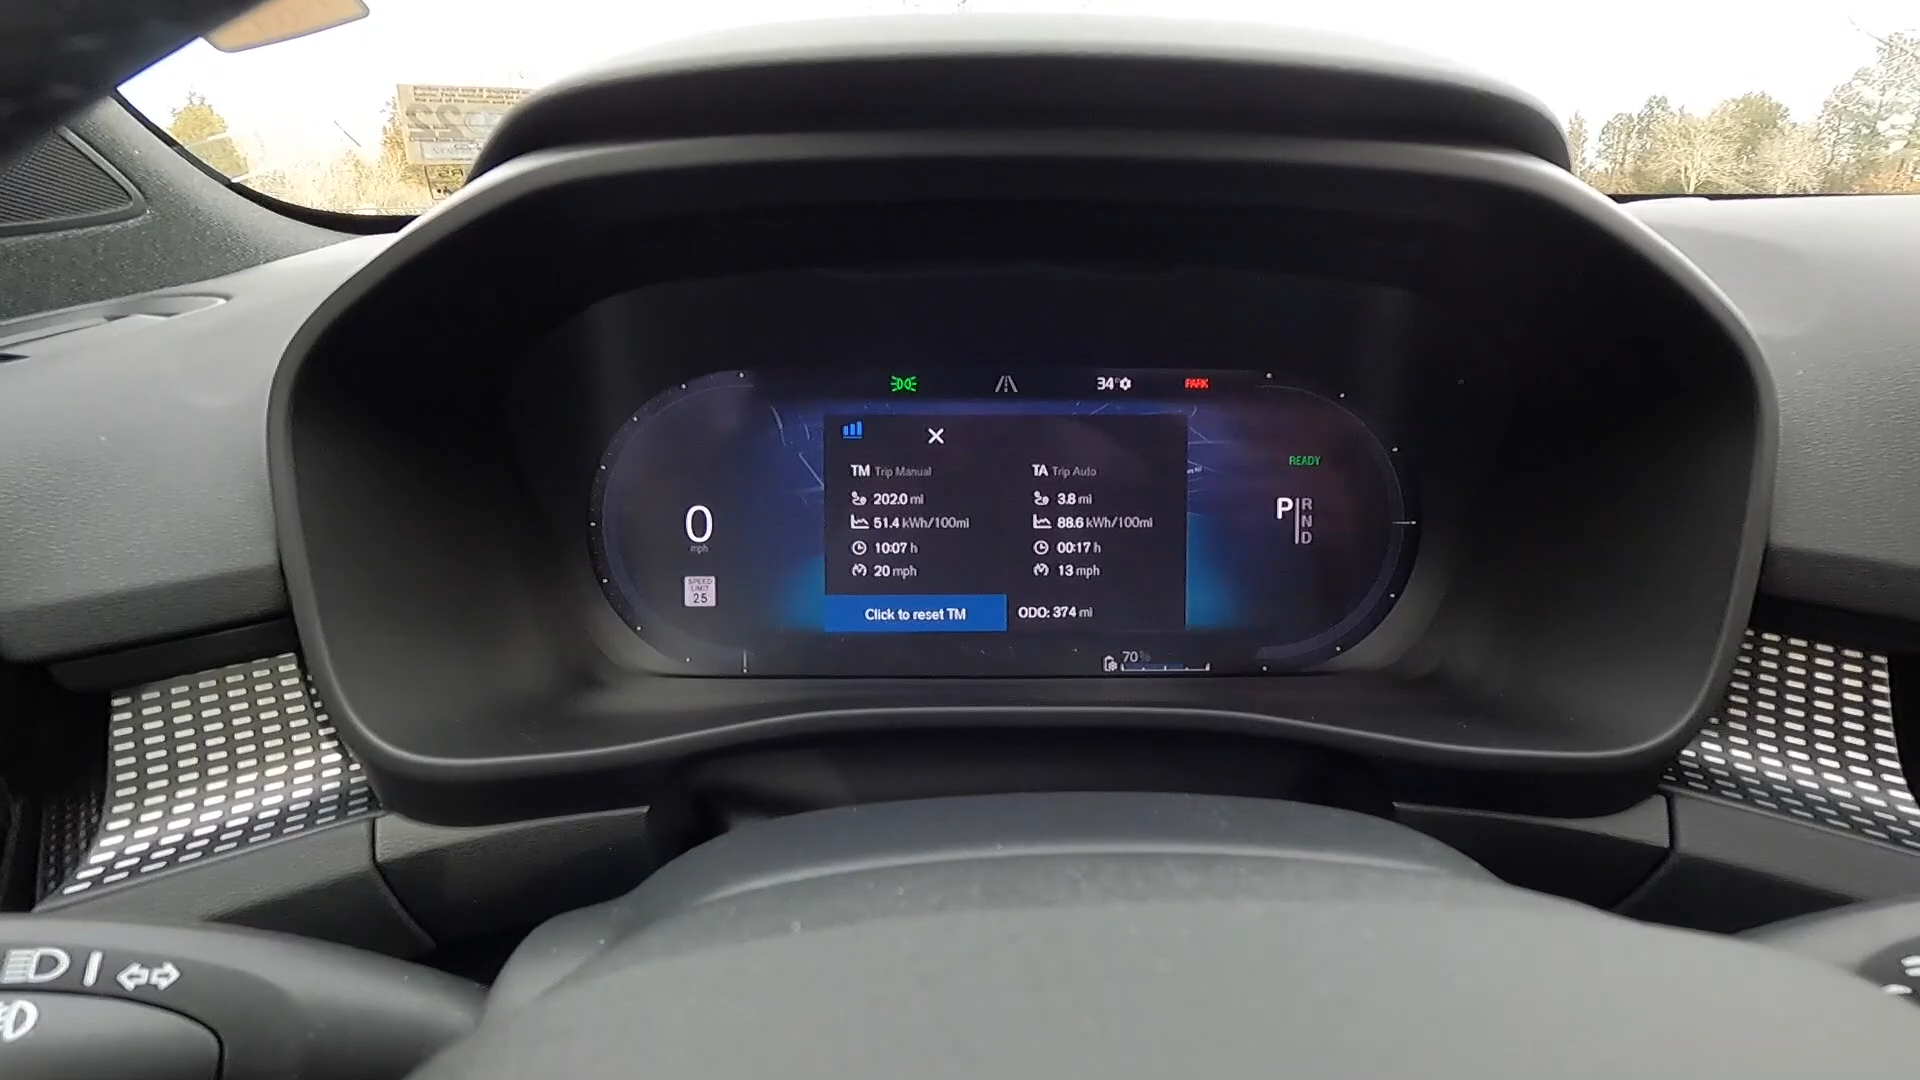 34°
PARK
TM Trip Manual
202.0 mi
51.4 kWh/100mi
10:07 h
20 mph
Click to reset TM
TA Trip Auto
3.8 mi
88.6 kWh/100mi
00:17 h
13 mph
ODO: 374 mi
0
mph
SPEED
LIMIT
25
READY
P
R
N
D
70%